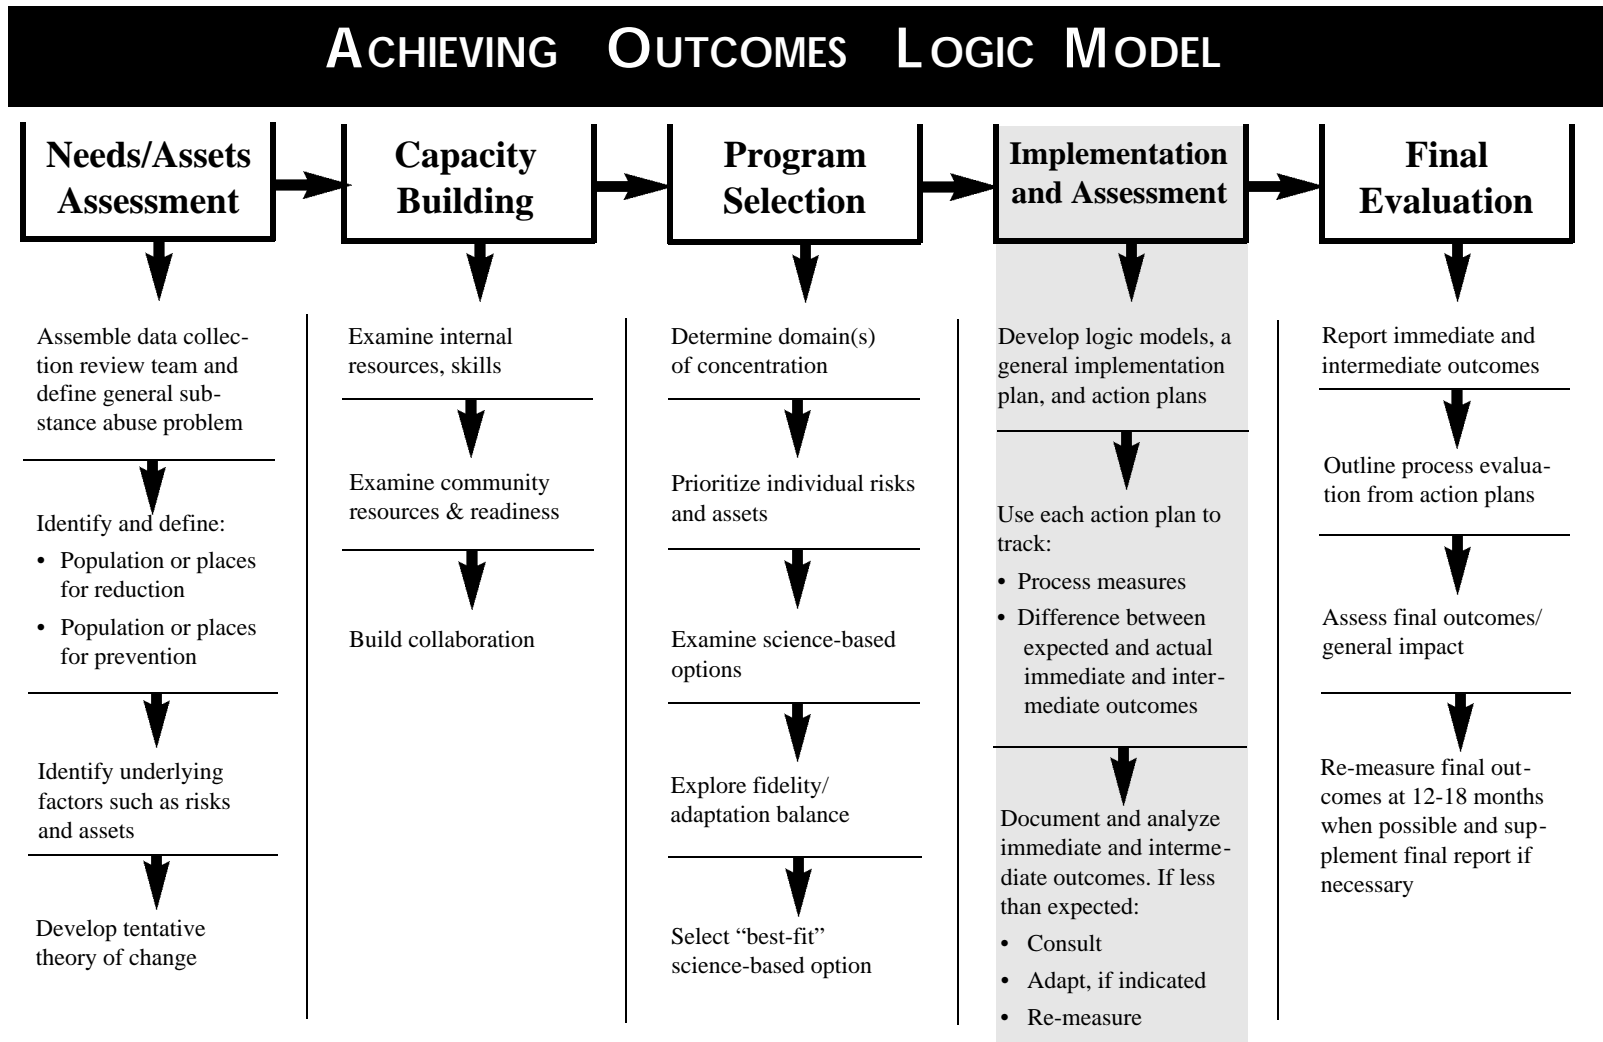 ACHIEVING OUTCOMES LOGIC MODEL
Needs/Assets
Assessment
Assemble data collec-
tion review team and
define general sub-
stance abuse problem
Identify and define:
• Population or places
for reduction
• Population or places
for prevention
Identify underlying
factors such as risks
and assets
Develop tentative
theory of change
Capacity
Building
Examine internal
resources, skills
Examine community
resources & readiness
Build collaboration
Program
Selection
Determine domain(s)
of concentration
Prioritize individual risks
and assets
Examine science-based
options
Explore fidelity/
adaptation balance
Select “best-fit”
science-based option
Implementation
and Assessment
Develop logic models, a
general implementation
plan, and action plans
Use each action plan to
track:
• Process measures
• Difference between
expected and actual
immediate and inter-
mediate outcomes
Document and analyze
immediate and interme-
diate outcomes. If less
than expected:
• Consult
• Adapt, if indicated
• Re-measure
Final
Evaluation
Report immediate and
intermediate outcomes
Outline process evalua-
tion from action plans
Assess final outcomes/
general impact
Re-measure final out-
comes at 12-18 months
when possible and sup-
plement final report if
necessary